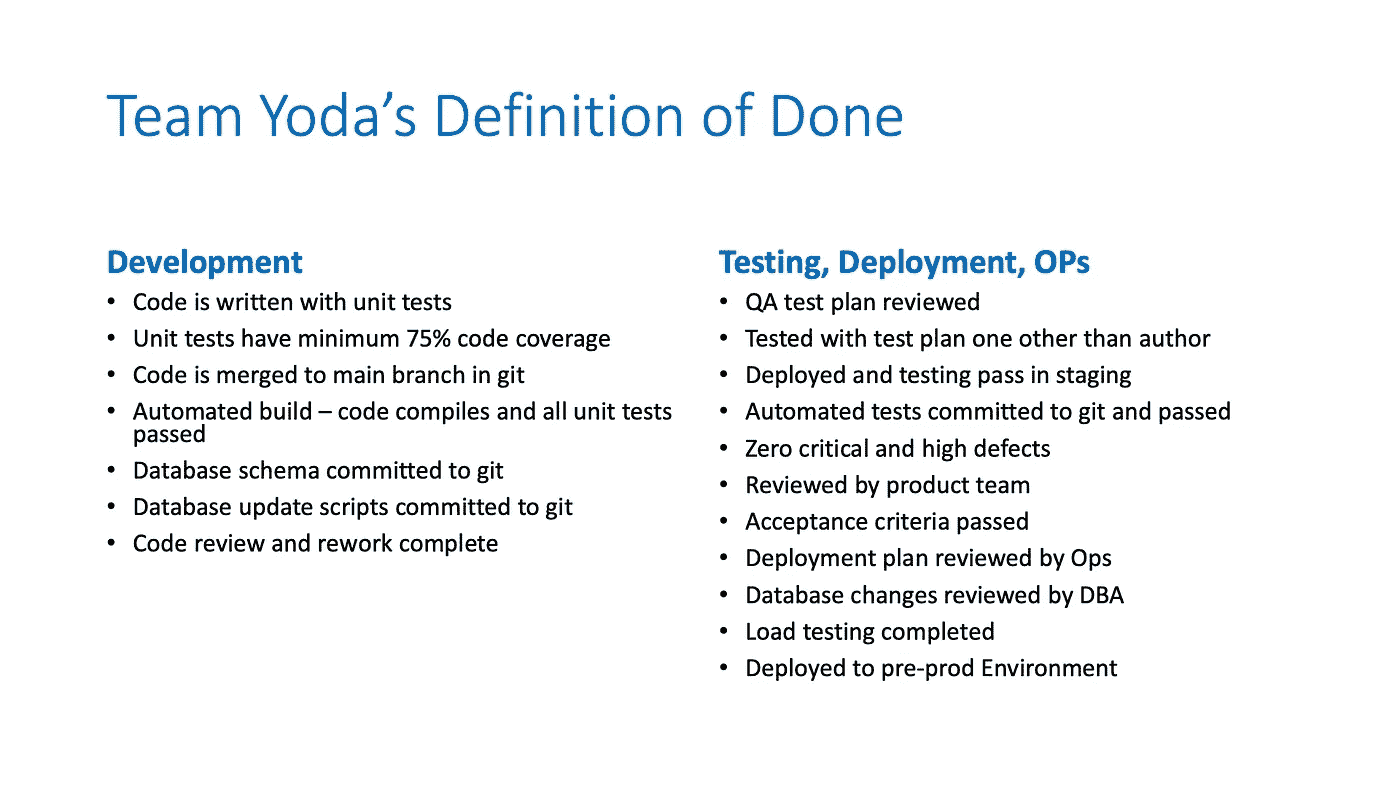 Team Yoda’s Definition of Done
Development
• Code is written with unit tests
• Unit tests have minimum 75% code coverage
• Code is merged to main branch in git
• Automated build – code compiles and all unit tests
passed
• Database schema committed to git
• Database update scripts committed to git
• Code review and rework complete
Testing, Deployment, OPs
• QA test plan reviewed
• Tested with test plan one other than author
• Deployed and testing pass in staging
• Automated tests committed to git and passed
• Zero critical and high defects
• Reviewed by product team
• Acceptance criteria passed
• Deployment plan reviewed by Ops
• Database changes reviewed by DBA
• Load testing completed
• Deployed to pre-prod Environment